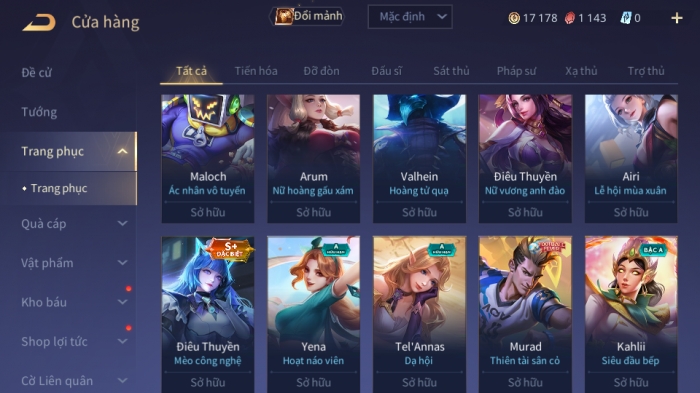 Cửa hàng
Đổi mảnh
Mặc định
17 178
1 143
0
Đề cử
Tướng
Trang phục
Trang phục
Quà cáp
Vật phẩm
Kho báu
Shop lợi tức
Cờ Liên quân
Tất cả
Tiến hóa
Đỡ đòn
Đấu sĩ
Sát thủ
Pháp sư
Xạ thủ
Trợ thủ
Maloch
Ác nhân vô tuyến
Sở hữu
Arum
Nữ hoàng gấu xám
Sở hữu
Valhein
Hoàng tử quạ
Sở hữu
Điêu Thuyền
Nữ vương anh đào
Sở hữu
Airi
Lễ hội mùa xuân
Sở hữu
S+
ĐẶC BIỆT
Điêu Thuyền
Mèo công nghệ
Sở hữu
A
Yena
Hoạt náo viên
Sở hữu
A
Tel'Annas
Dạ hội
Sở hữu
Murad
Thiên tài sân cỏ
Sở hữu
BẬC A
Kahlii
Siêu đầu bếp
Sở hữu